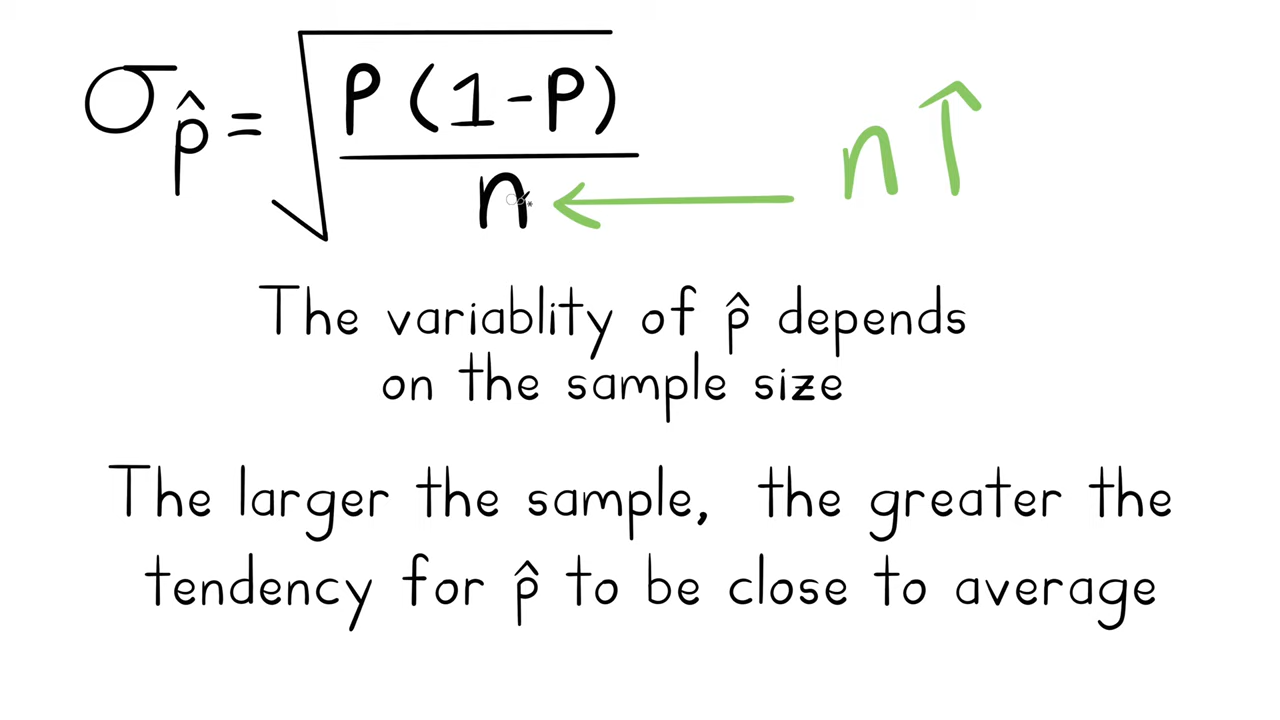 σ_p̂ = √(P(1-P)/n) n↑
The variablity of p̂ depends
on the sample size
The larger the sample, the greater the
tendency for p̂ to be close to average